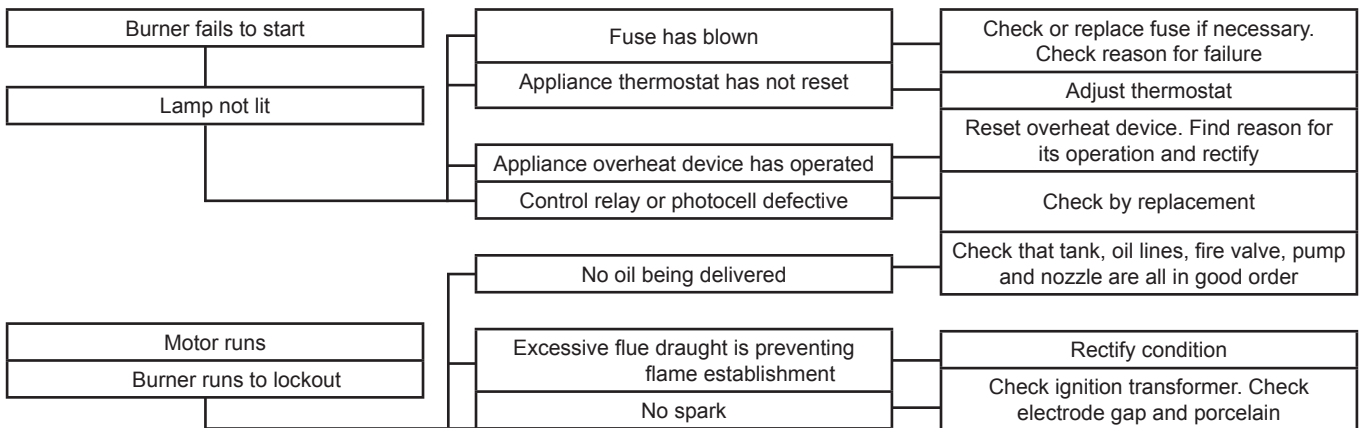 Burner fails to start
Lamp not lit
Fuse has blown
Appliance thermostat has not reset
Appliance overheat device has operated
Control relay or photocell defective
Check or replace fuse if necessary.
Check reason for failure
Adjust thermostat
Reset overheat device. Find reason for
its operation and rectify
Check by replacement
Motor runs
Burner runs to lockout
No oil being delivered
Excessive flue draught is preventing
flame establishment
No spark
Check that tank, oil lines, fire valve, pump
and nozzle are all in good order
Rectify condition
Check ignition transformer. Check
electrode gap and porcelain